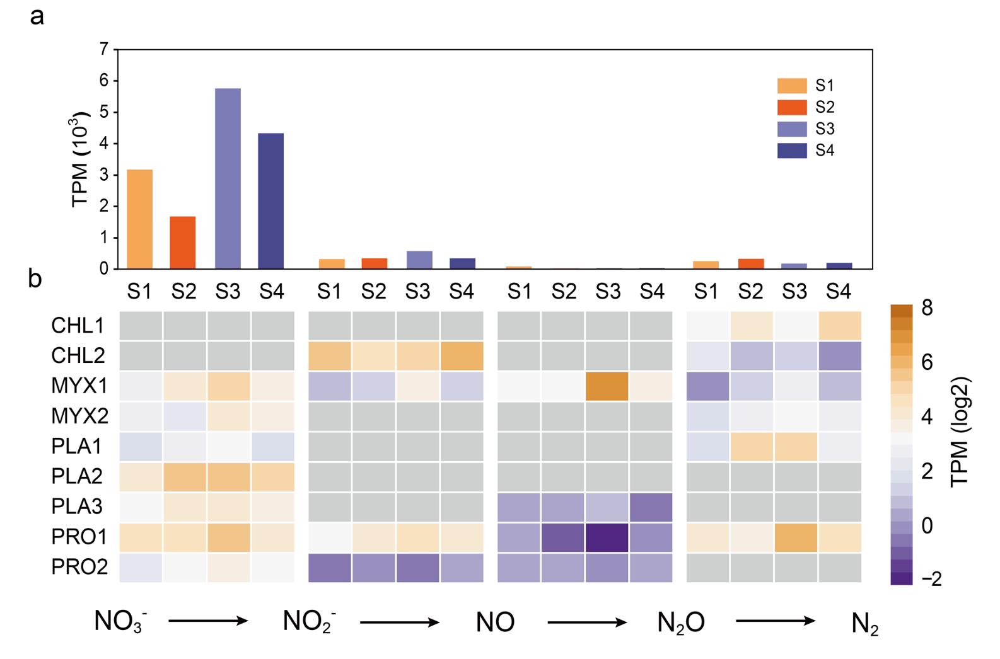 a
7
6
5
4
3
2
1
0
TPM (10³)
S1
S2
S3
S4
b
S1 S2 S3 S4 S1 S2 S3 S4 S1 S2 S3 S4 S1 S2 S3 S4
CHL1
CHL2
MYX1
MYX2
PLA1
PLA2
PLA3
PRO1
PRO2
8
6
4
2
0
−2
TPM (log2)
NO₃⁻ → NO₂⁻ → NO → N₂O → N₂